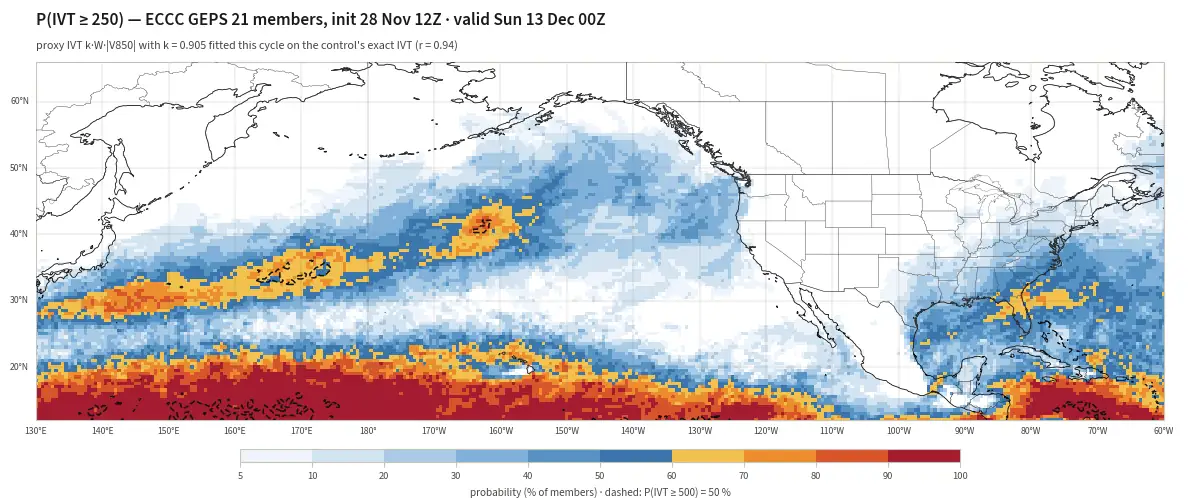 P(IVT ≥ 250) — ECCC GEPS 21 members, init 28 Nov 12Z · valid Sun 13 Dec 00Z
proxy IVT k·W·|V850| with k = 0.905 fitted this cycle on the control's exact IVT (r = 0.94)
60°N
50°N
40°N
30°N
20°N
130°E 140°E 150°E 160°E 170°E 180° 170°W 160°W 150°W 140°W 130°W 120°W 110°W 100°W 90°W 80°W 70°W 60°W
5 10 20 30 40 50 60 70 80 90 100
probability (% of members) · dashed: P(IVT ≥ 500) = 50 %